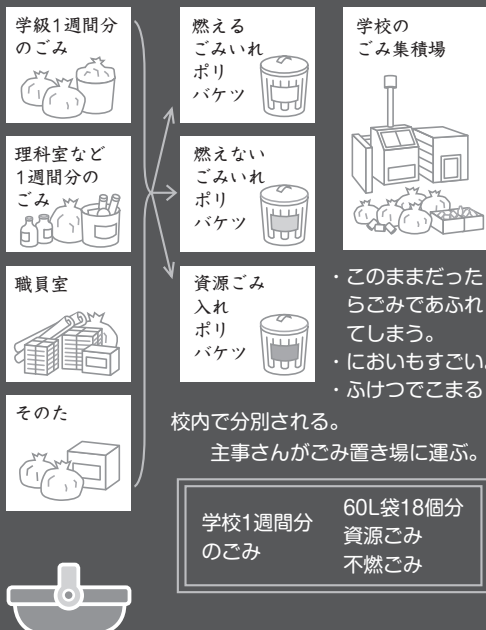 学級1週間分
のごみ
理科室など
1週間分の
ごみ
職員室
そのた
燃える
ごみいれ
ポリ
バケツ
燃えない
ごみいれ
ポリ
バケツ
資源ごみ
入れ
ポリ
バケツ
学校の
ごみ集積場
・このままだった
らごみであふれ
てしまう。
・においもすごい。
・ふけつでこまる
校内で分別される。
主事さんがごみ置き場に運ぶ。
学校1週間分
のごみ
60L袋18個分
資源ごみ
不燃ごみ